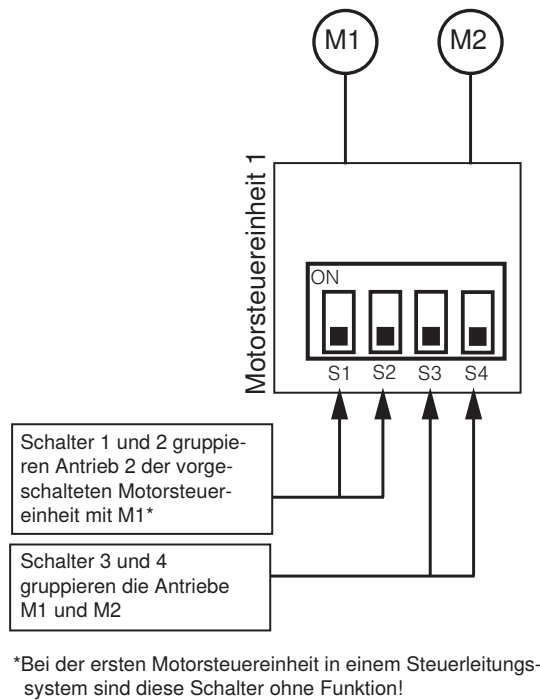 M1 M2
Motorsteuereinheit 1
ON
S1 S2 S3 S4
Schalter 1 und 2 gruppie-
ren Antrieb 2 der vorge-
schalteten Motorsteuer-
einheit mit M1*
Schalter 3 und 4
gruppieren die Antriebe
M1 und M2
*Bei der ersten Motorsteuereinheit in einem Steuerleitungs-
system sind diese Schalter ohne Funktion!